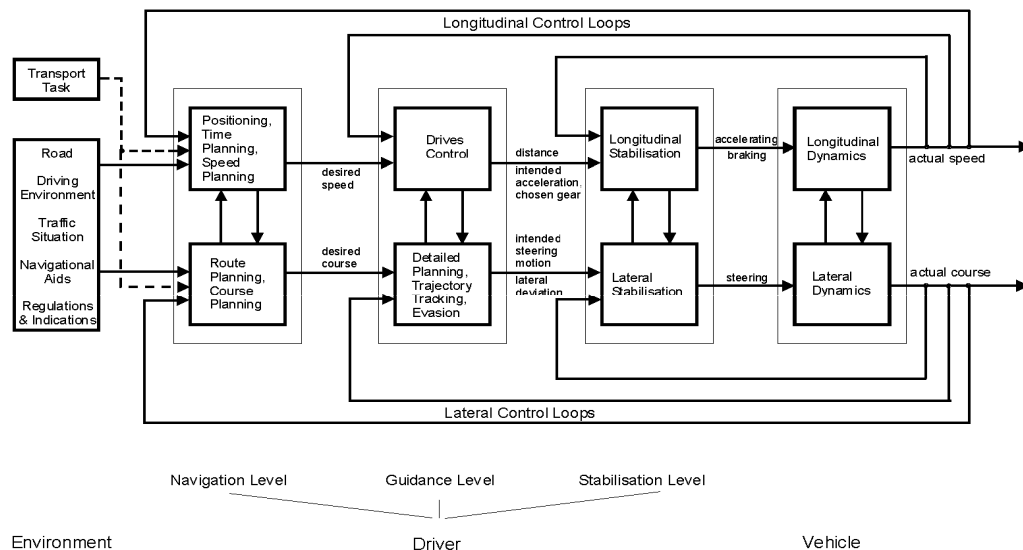 Longitudinal Control Loops
Transport
Task
Road
Driving
Environment
Traffic
Situation
Navigational
Aids
Regulations
& Indications
Positioning,
Time
Planning,
Speed
Planning
Route
Planning,
Course
Planning
desired
speed
desired
course
Drives
Control
Detailed
Planning,
Trajectory
Tracking,
Evasion
distance
intended
acceleration,
chosen gear
intended
steering
motion
lateral
deviation
Longitudinal
Stabilisation
Lateral
Stabilisation
accelerating
braking
steering
Longitudinal
Dynamics
Lateral
Dynamics
actual speed
actual course
Lateral Control Loops
Navigation Level
Guidance Level
Stabilisation Level
Environment
Driver
Vehicle